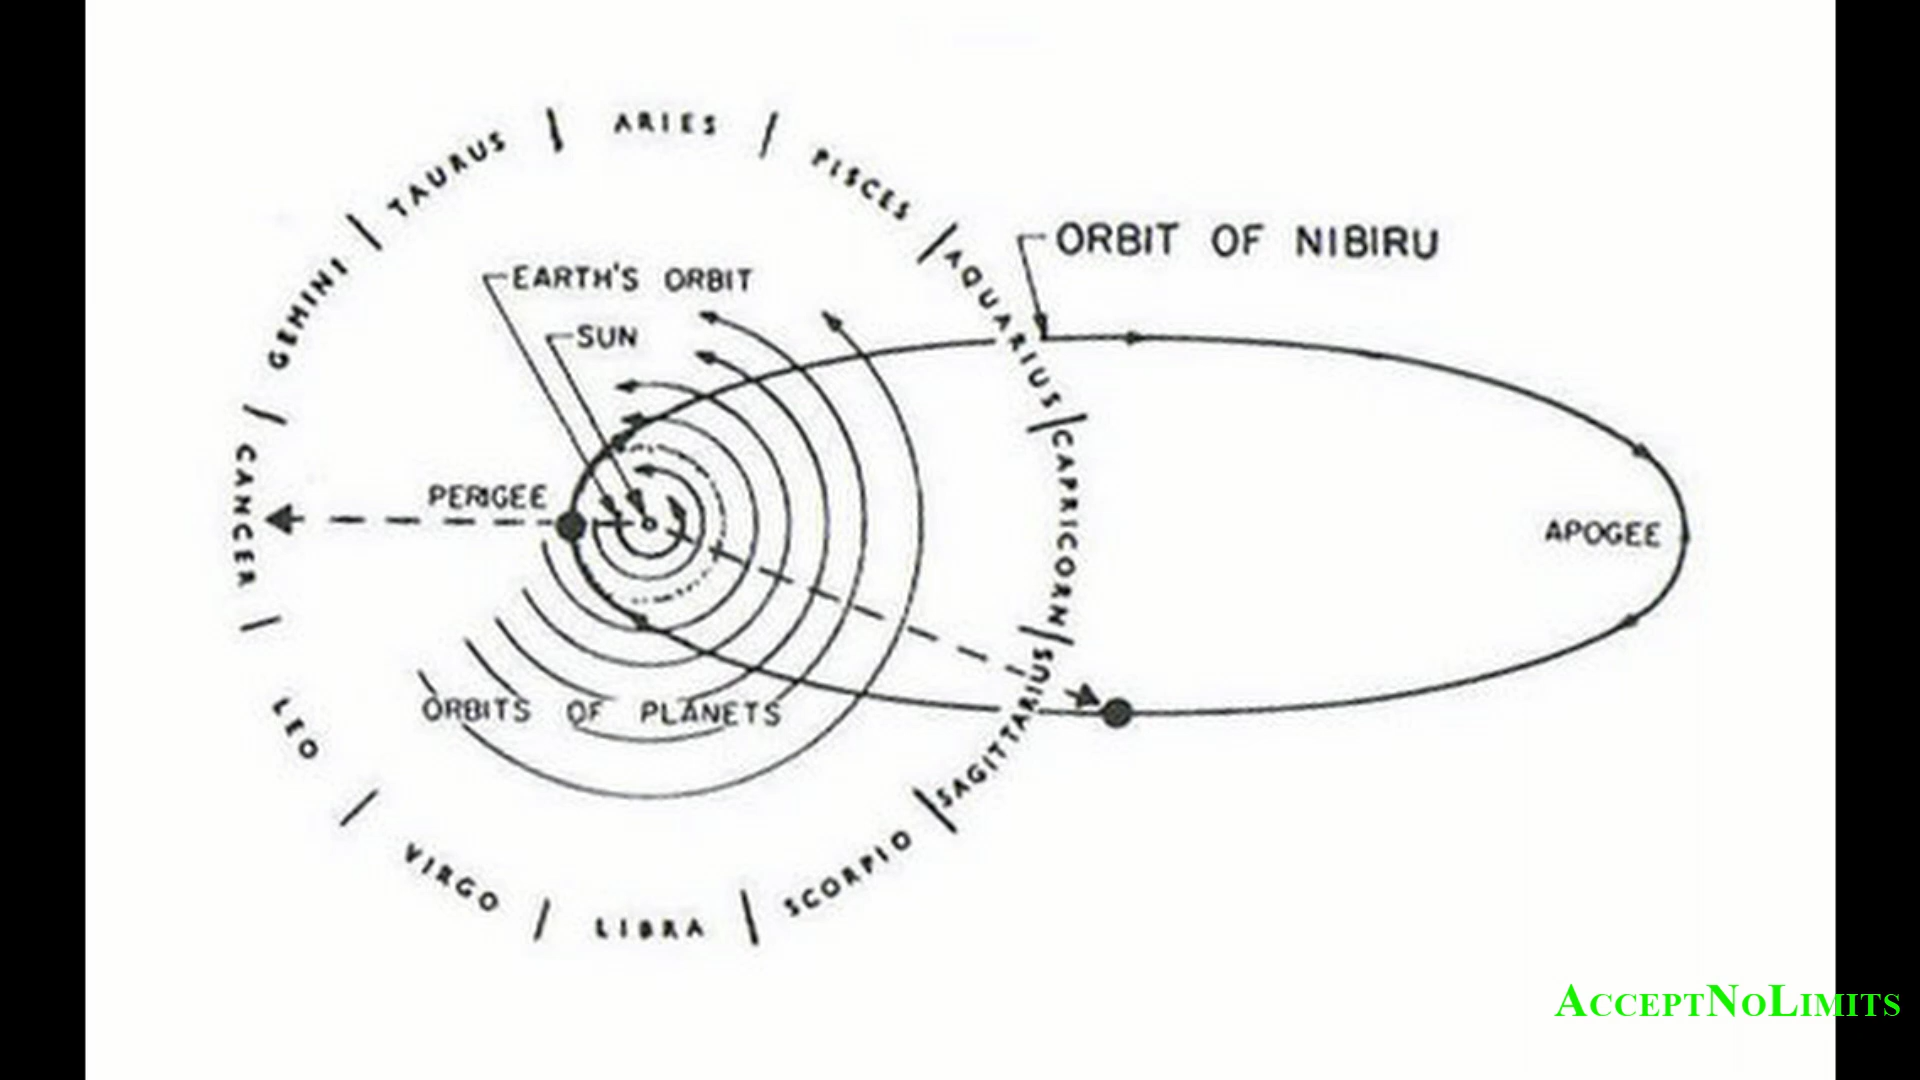 ARIES
TAURUS
PISCES
ORBIT OF NIBIRU
AQUARIUS
GEMINI
EARTH'S ORBIT
SUN
CANCER
PERIGEE
CAPRICORN
APOGEE
ORBITS OF PLANETS
SAGITTARIUS
LEO
VIRGO
SCORPIO
LIBRA
ACCEPTNOLIMITS